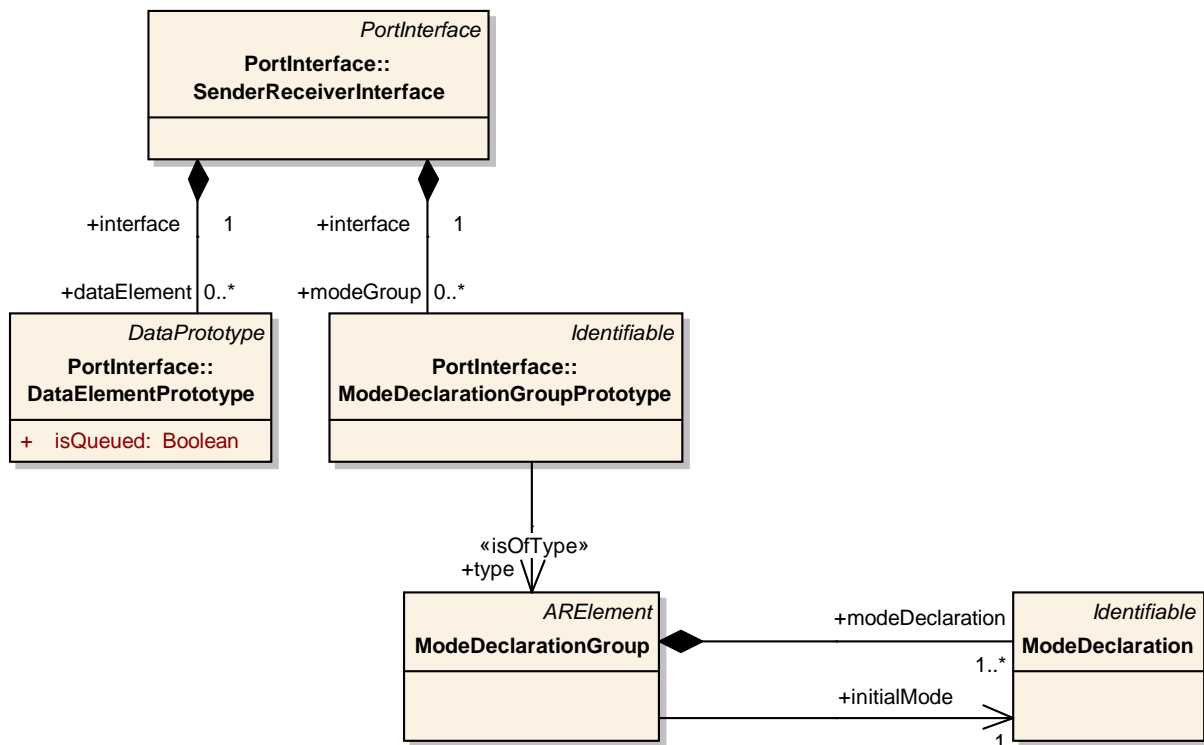 PortInterface
PortInterface::
SenderReceiverInterface
+interface 1
+interface 1
+dataElement 0..*
+modeGroup 0..*
DataPrototype
PortInterface::
DataElementPrototype
+ isQueued: Boolean
Identifiable
PortInterface::
ModeDeclarationGroupPrototype
«isOfType»
+type
ARElement
ModeDeclarationGroup
+modeDeclaration
1..*
+initialMode
1
Identifiable
ModeDeclaration